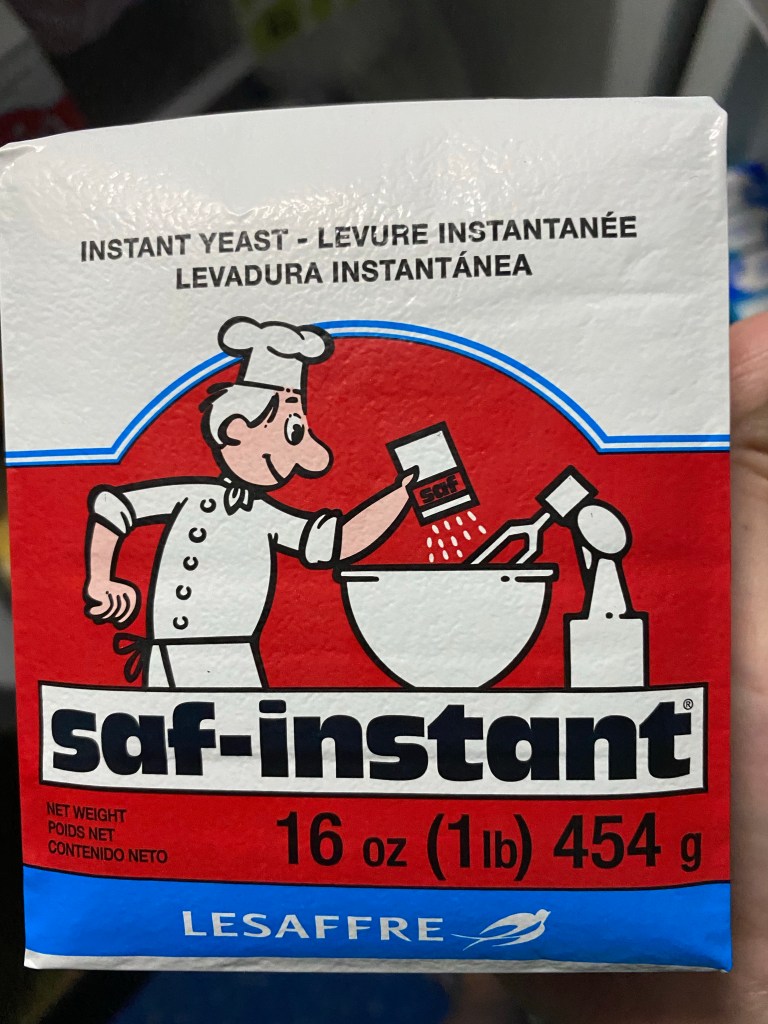 INSTANT YEAST - LEVURE INSTANTANÉE
LEVADURA INSTANTÁNEA
saf
saf-instant®
NET WEIGHT
POIDS NET
CONTENIDO NETO
16 oz (1 lb) 454 g
LESAFFRE